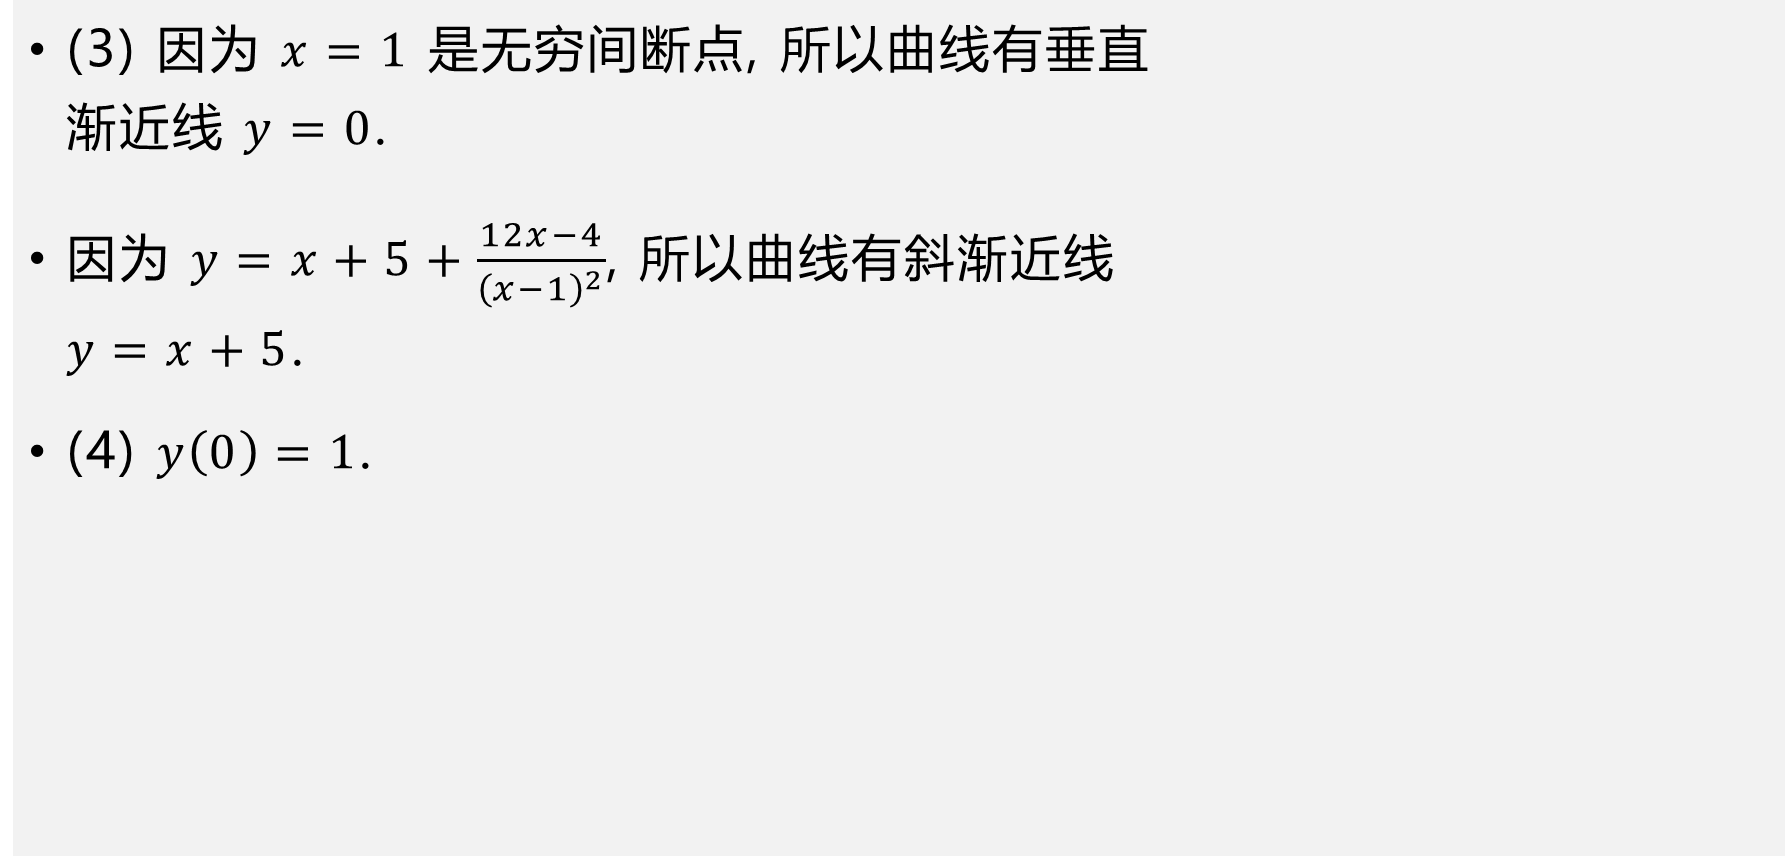 • (3) 因为 x = 1 是无穷间断点, 所以曲线有垂直
渐近线 y = 0.
• 因为 y = x + 5 + \frac{12x-4}{(x-1)^2}, 所以曲线有斜渐近线
y = x + 5.
• (4) y(0) = 1.